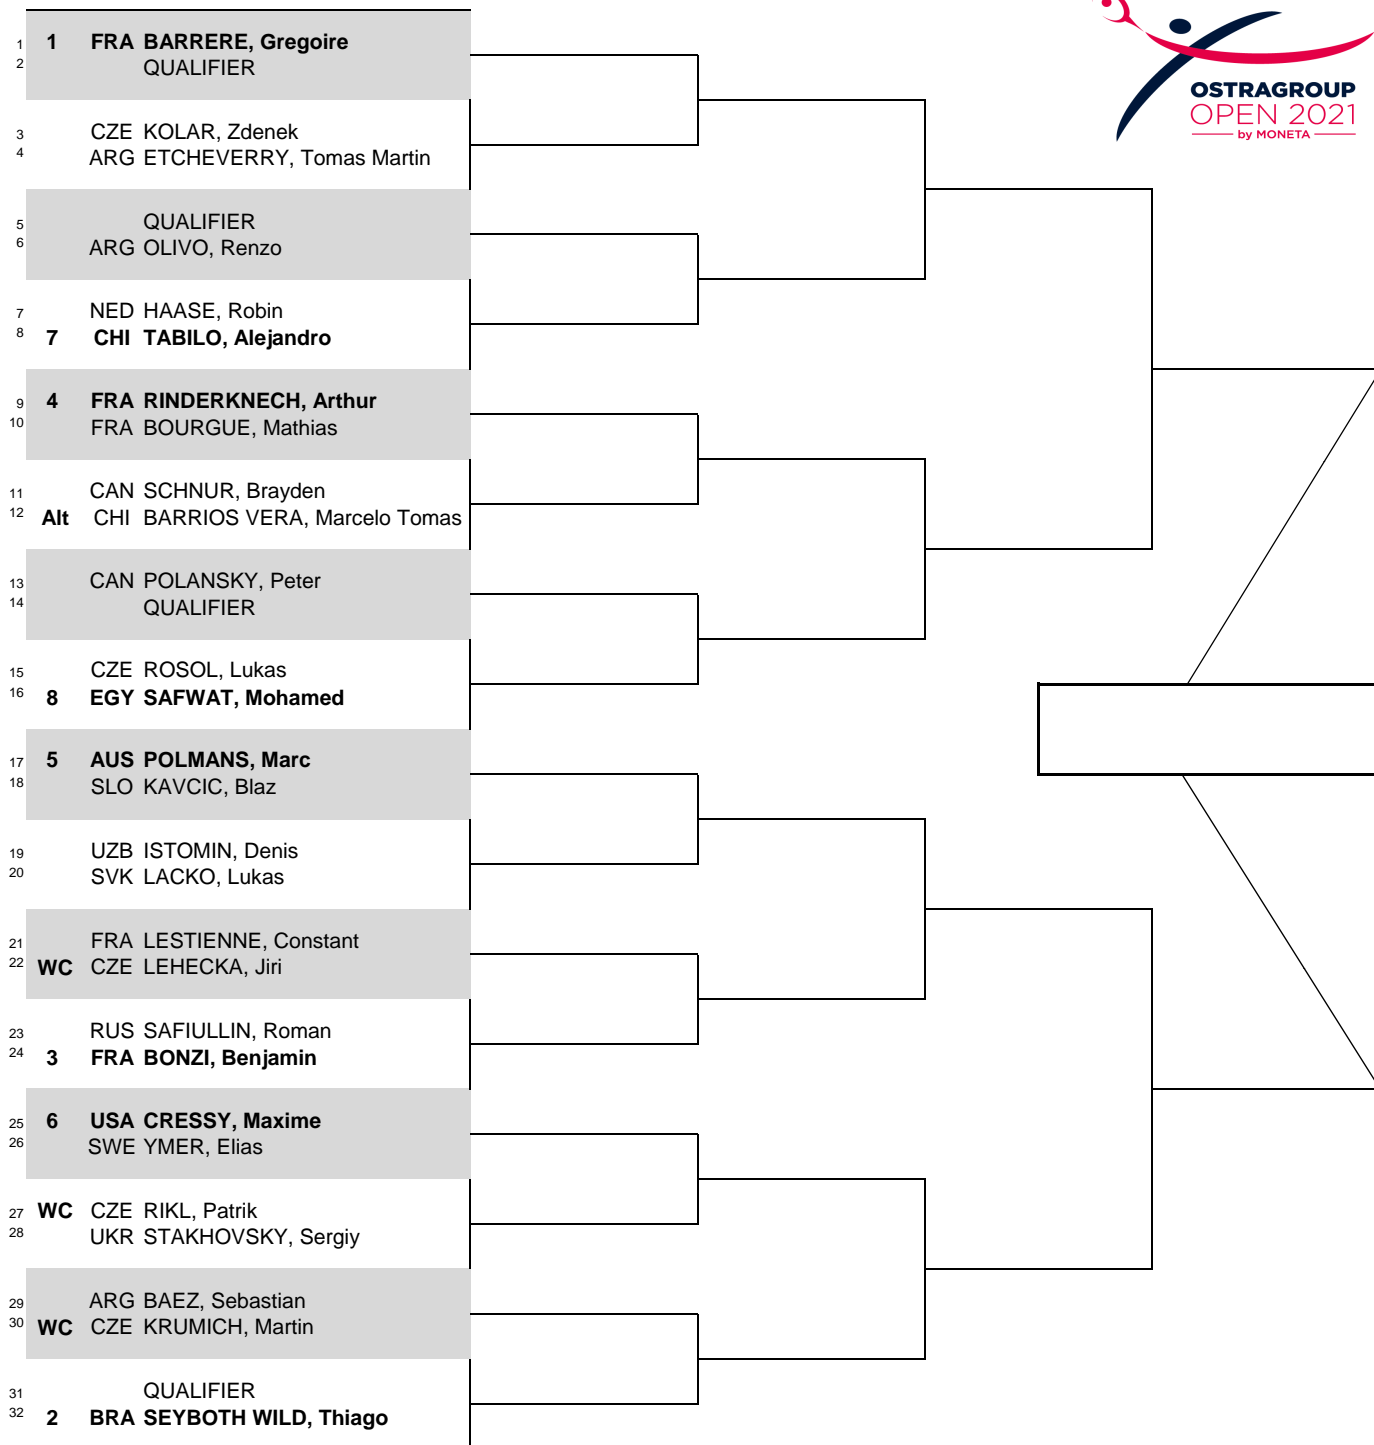 OSTRAGROUP
OPEN 2021
by MONETA
1 1 FRA BARRERE, Gregoire
2 QUALIFIER
3 CZE KOLAR, Zdenek
4 ARG ETCHEVERRY, Tomas Martin
5 QUALIFIER
6 ARG OLIVO, Renzo
7 NED HAASE, Robin
8 7 CHI TABILO, Alejandro
9 4 FRA RINDERKNECH, Arthur
10 FRA BOURGUE, Mathias
11 CAN SCHNUR, Brayden
12 Alt CHI BARRIOS VERA, Marcelo Tomas
13 CAN POLANSKY, Peter
14 QUALIFIER
15 CZE ROSOL, Lukas
16 8 EGY SAFWAT, Mohamed
17 5 AUS POLMANS, Marc
18 SLO KAVCIC, Blaz
19 UZB ISTOMIN, Denis
20 SVK LACKO, Lukas
21 FRA LESTIENNE, Constant
22 WC CZE LEHECKA, Jiri
23 RUS SAFIULLIN, Roman
24 3 FRA BONZI, Benjamin
25 6 USA CRESSY, Maxime
26 SWE YMER, Elias
27 WC CZE RIKL, Patrik
28 UKR STAKHOVSKY, Sergiy
29 ARG BAEZ, Sebastian
30 WC CZE KRUMICH, Martin
31 QUALIFIER
32 2 BRA SEYBOTH WILD, Thiago